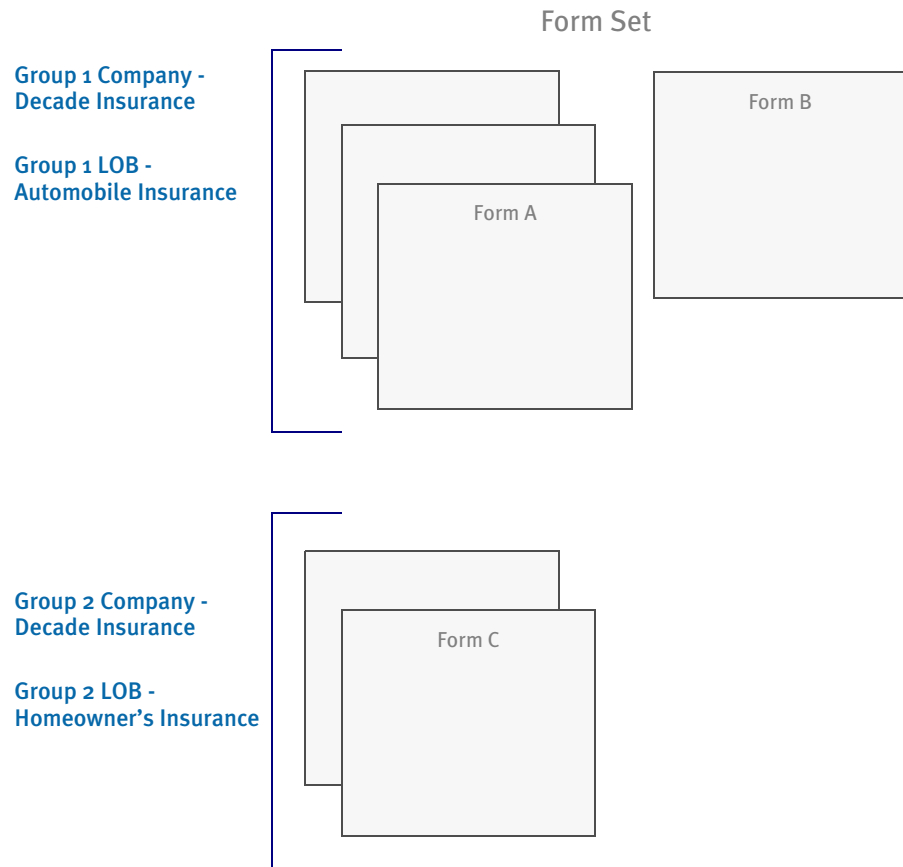 Form Set
Group 1 Company -
Decade Insurance
Group 1 LOB -
Automobile Insurance
Form A
Form B
Group 2 Company -
Decade Insurance
Group 2 LOB -
Homeowner’s Insurance
Form C